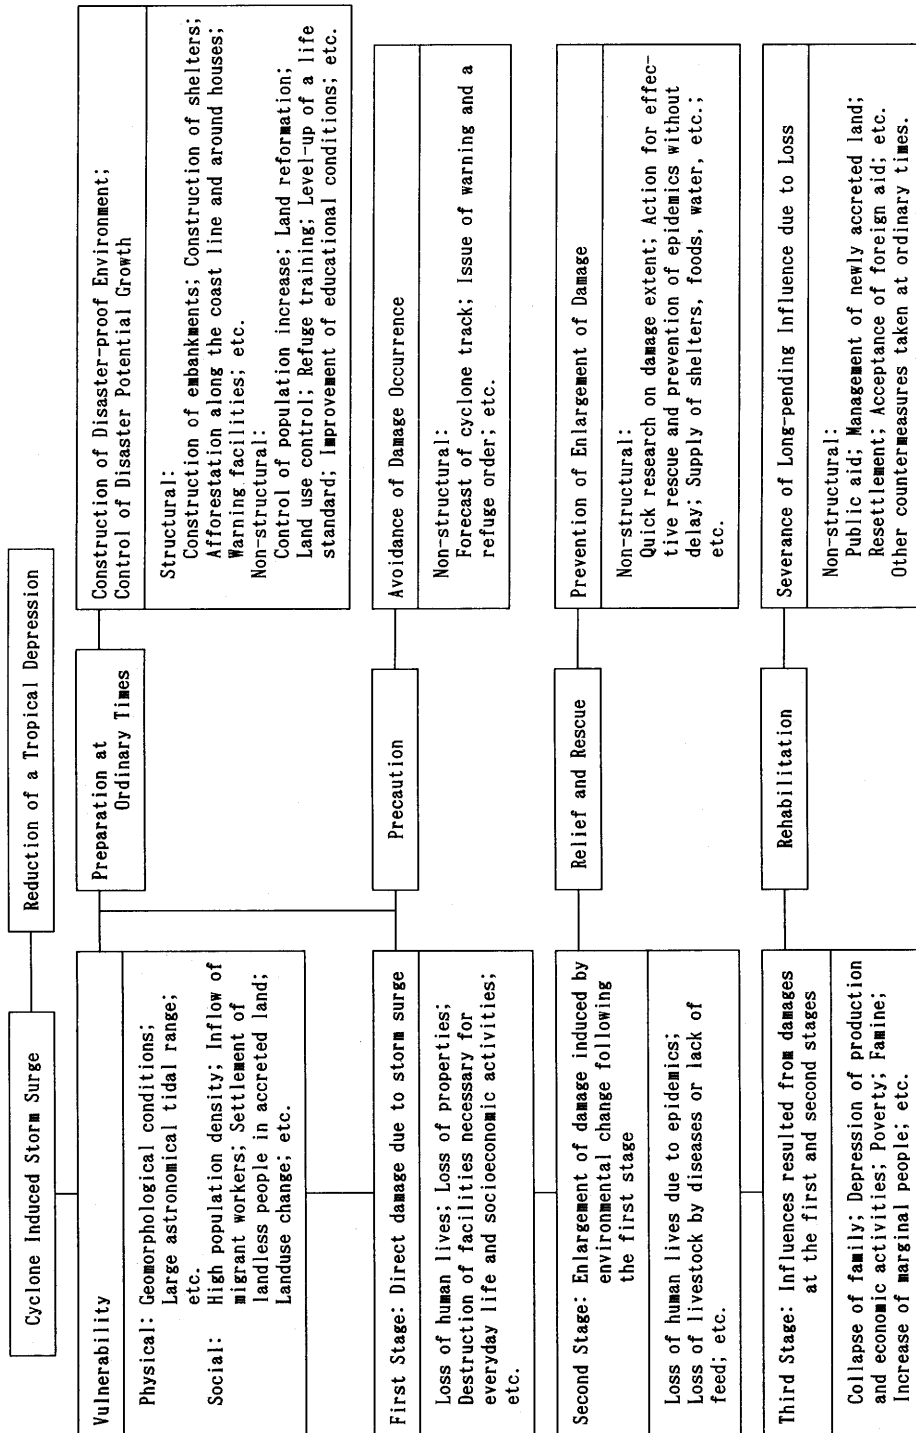 Cyclone Induced Storm Surge
Reduction of a Tropical Depression
Vulnerability
Physical: Geomorphological conditions;
Large astronomical tidal range;
etc.
Social: High population density; Inflow of
migrant workers; Settlement of
landless people in accreted land;
Landuse change; etc.
Preparation at
Ordinary Times
Construction of Disaster-proof Environment;
Control of Disaster Potential Growth
Structural:
Construction of embankments; Construction of shelters;
Afforestation along the coast line and around houses;
Warning facilities; etc.
Non-structural:
Control of population increase; Land reformation;
Land use control; Refuge training; Level-up of a life
standard; Improvement of educational conditions; etc.
First Stage: Direct damage due to storm surge
Loss of human lives; Loss of properties;
Destruction of facilities necessary for
everyday life and socioeconomic activities;
etc.
Precaution
Avoidance of Damage Occurrence
Non-structural:
Forecast of cyclone track; Issue of warning and a
refuge order; etc.
Second Stage: Enlargement of damage induced by
environmental change following
the first stage
Loss of human lives due to epidemics;
Loss of livestock by diseases or lack of
feed; etc.
Relief and Rescue
Prevention of Enlargement of Damage
Non-structural:
Quick research on damage extent; Action for effec-
tive rescue and prevention of epidemics without
delay; Supply of shelters, foods, water, etc.;
etc.
Third Stage: Influences resulted from damages
at the first and second stages
Collapse of family; Depression of production
and economic activities; Poverty; Famine;
Increase of marginal people; etc.
Rehabilitation
Severance of Long-pending Influence due to Loss
Non-structural:
Public aid; Management of newly accreted land;
Resettlement; Acceptance of foreign aid; etc.
Other countermeasures taken at ordinary times.